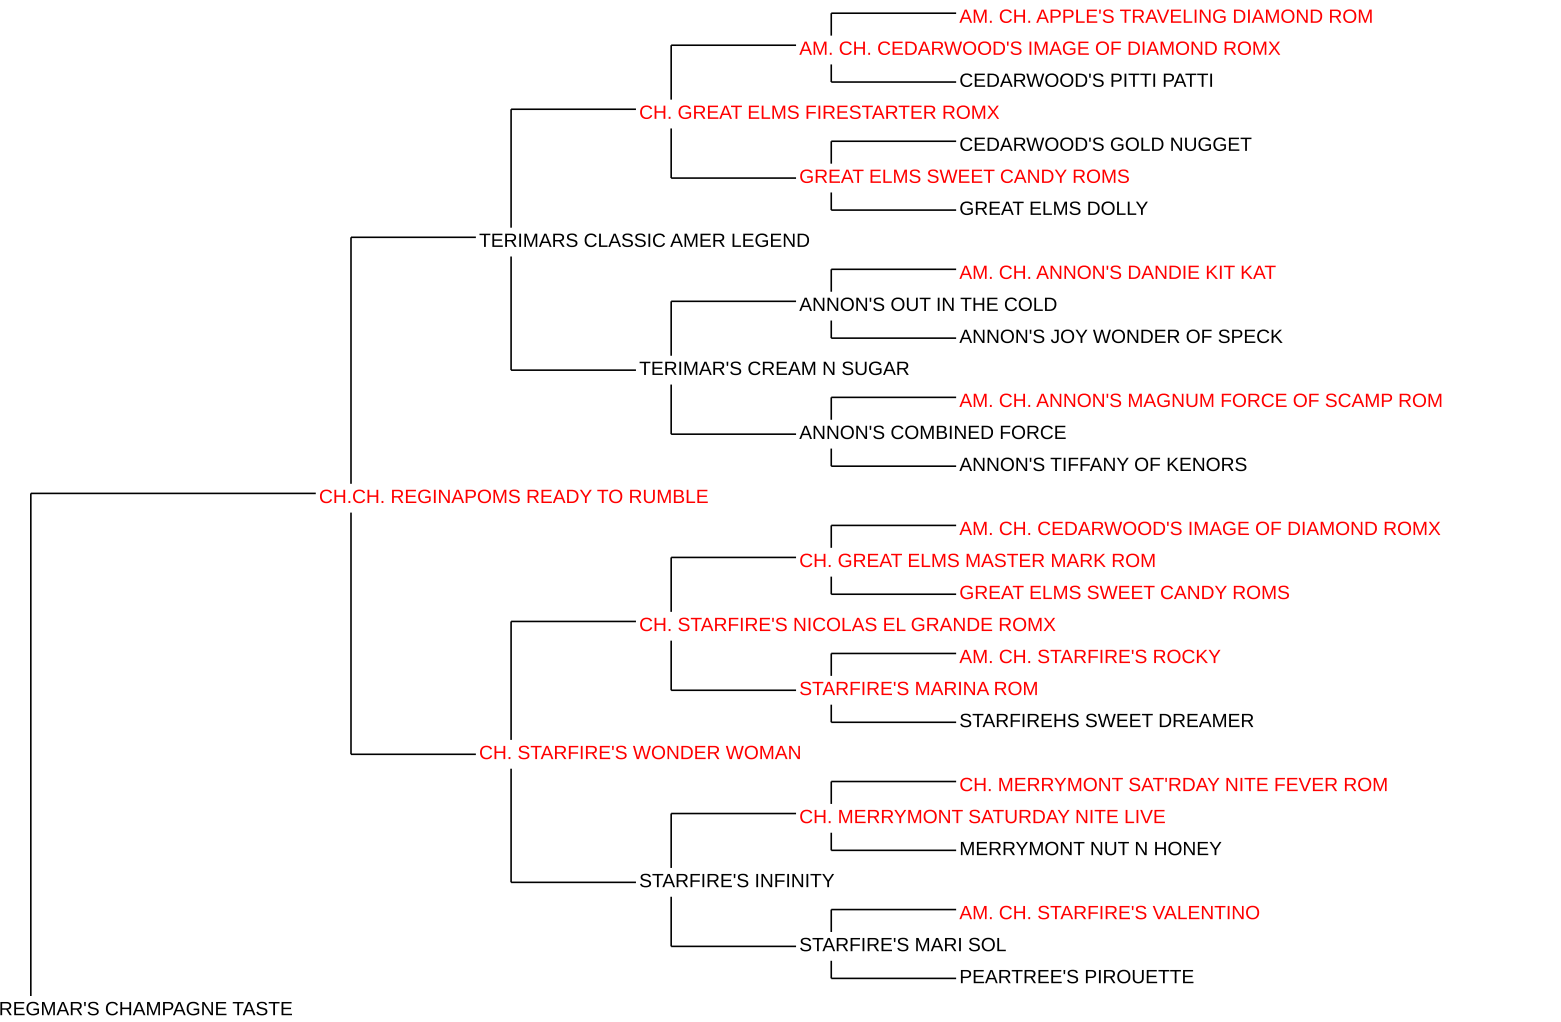 AM. CH. APPLE'S TRAVELING DIAMOND ROM
AM. CH. CEDARWOOD'S IMAGE OF DIAMOND ROMX
CEDARWOOD'S PITTI PATTI
CH. GREAT ELMS FIRESTARTER ROMX
CEDARWOOD'S GOLD NUGGET
GREAT ELMS SWEET CANDY ROMS
GREAT ELMS DOLLY
TERIMARS CLASSIC AMER LEGEND
AM. CH. ANNON'S DANDIE KIT KAT
ANNON'S OUT IN THE COLD
ANNON'S JOY WONDER OF SPECK
TERIMAR'S CREAM N SUGAR
AM. CH. ANNON'S MAGNUM FORCE OF SCAMP ROM
ANNON'S COMBINED FORCE
ANNON'S TIFFANY OF KENORS
CH.CH. REGINAPOMS READY TO RUMBLE
AM. CH. CEDARWOOD'S IMAGE OF DIAMOND ROMX
CH. GREAT ELMS MASTER MARK ROM
GREAT ELMS SWEET CANDY ROMS
CH. STARFIRE'S NICOLAS EL GRANDE ROMX
AM. CH. STARFIRE'S ROCKY
STARFIRE'S MARINA ROM
STARFIREHS SWEET DREAMER
CH. STARFIRE'S WONDER WOMAN
CH. MERRYMONT SAT'RDAY NITE FEVER ROM
CH. MERRYMONT SATURDAY NITE LIVE
MERRYMONT NUT N HONEY
STARFIRE'S INFINITY
AM. CH. STARFIRE'S VALENTINO
STARFIRE'S MARI SOL
PEARTREE'S PIROUETTE
REGMAR'S CHAMPAGNE TASTE